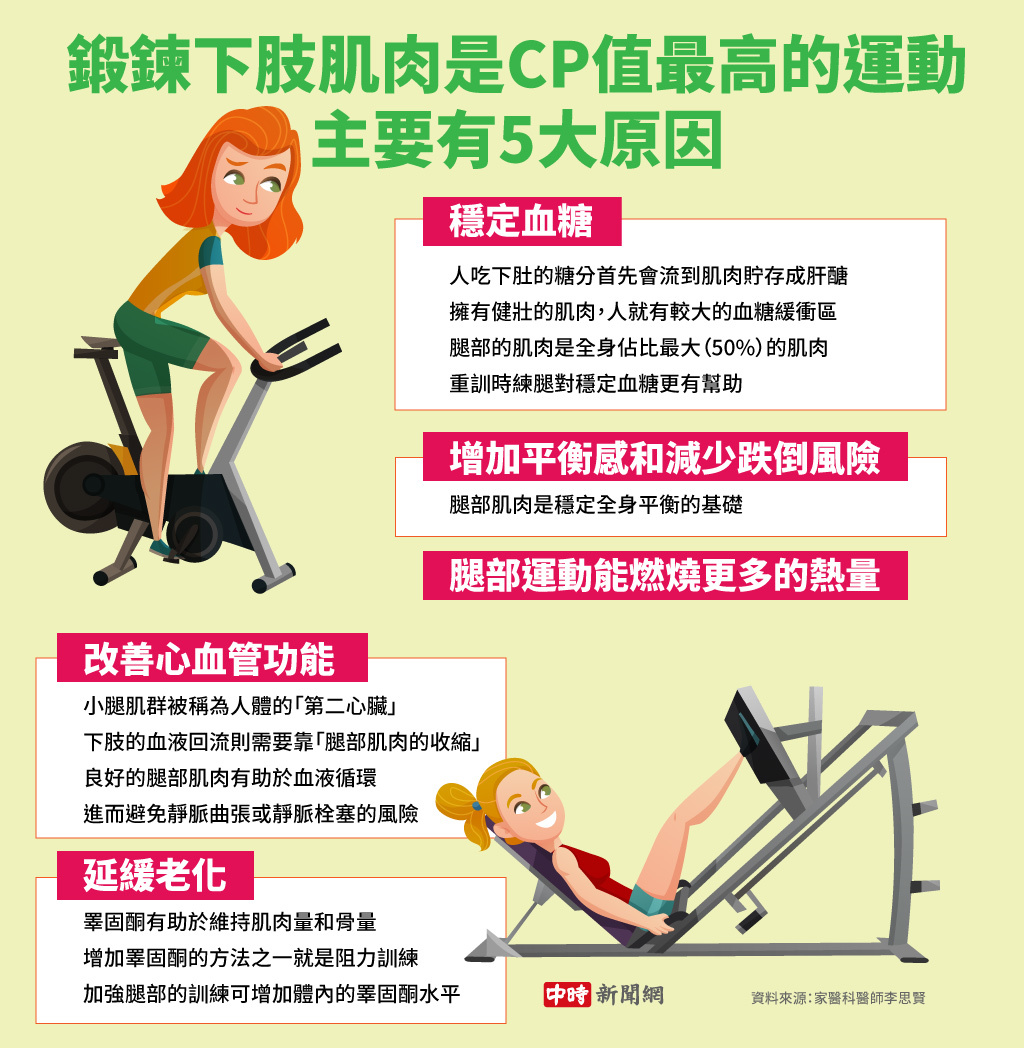 鍛鍊下肢肌肉是CP值最高的運動
主要有5大原因
穩定血糖
人吃下肚的糖分首先會流到肌肉貯存成肝醣
擁有健壯的肌肉,人就有較大的血糖緩衝區
腿部的肌肉是全身佔比最大(50%)的肌肉
重訓時練腿對穩定血糖更有幫助
增加平衡感和減少跌倒風險
腿部肌肉是穩定全身平衡的基礎
腿部運動能燃燒更多的熱量
改善心血管功能
小腿肌群被稱為人體的「第二心臟」
下肢的血液回流則需要靠「腿部肌肉的收縮」
良好的腿部肌肉有助於血液循環
進而避免靜脈曲張或靜脈栓塞的風險
延緩老化
睪固酮有助於維持肌肉量和骨量
增加睪固酮的方法之一就是阻力訓練
加強腿部的訓練可增加體內的睪固酮水平
中時 新聞網
資料來源:家醫科醫師李思賢